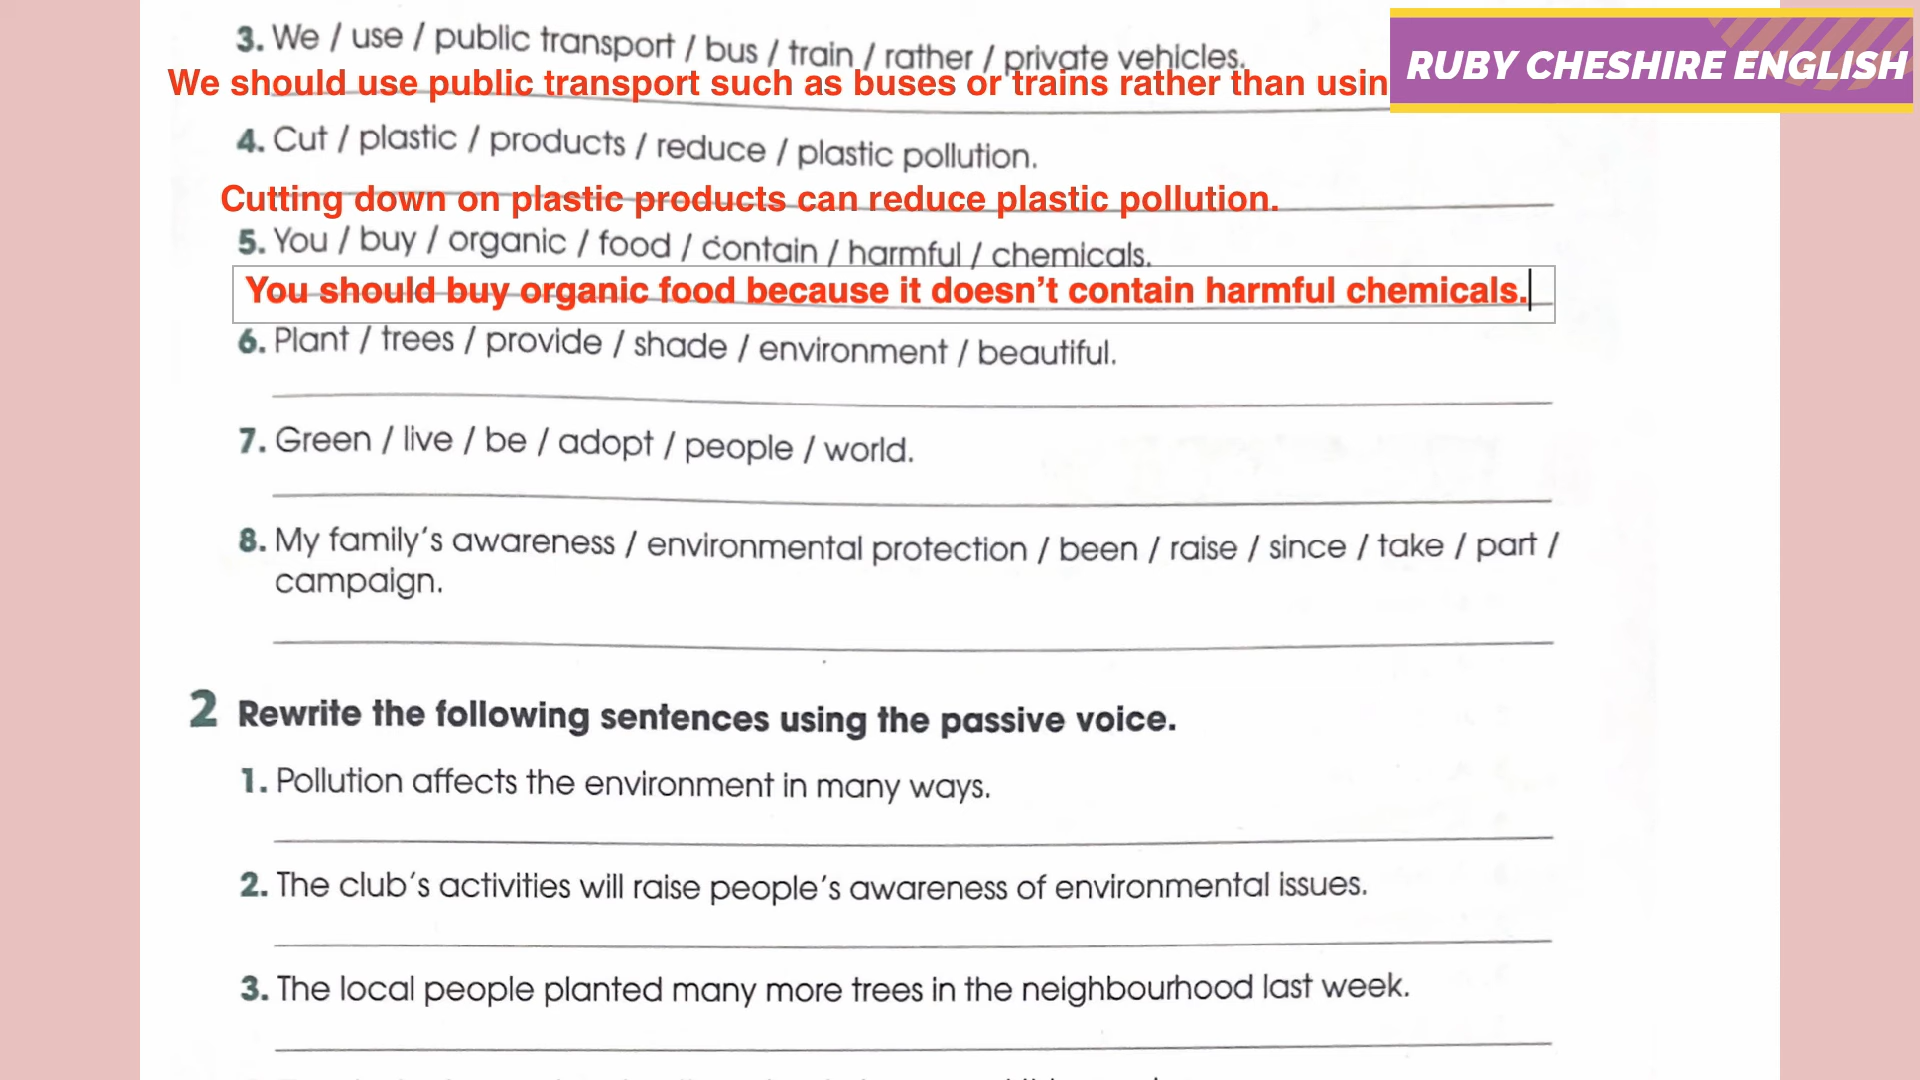 3. We / use / public transport / bus / train / rather / private vehicles.
RUBY CHESHIRE ENGLISH
We should use public transport such as buses or trains rather than usin
4. Cut / plastic / products / reduce / plastic pollution.
Cutting down on plastic products can reduce plastic pollution.
5. You / buy / organic / food / contain / harmful / chemicals.
You should buy organic food because it doesn’t contain harmful chemicals.
6. Plant / trees / provide / shade / environment / beautiful.
7. Green / live / be / adopt / people / world.
8. My family’s awareness / environmental protection / been / raise / since / take / part /
campaign.
2 Rewrite the following sentences using the passive voice.
1. Pollution affects the environment in many ways.
2. The club’s activities will raise people’s awareness of environmental issues.
3. The local people planted many more trees in the neighbourhood last week.